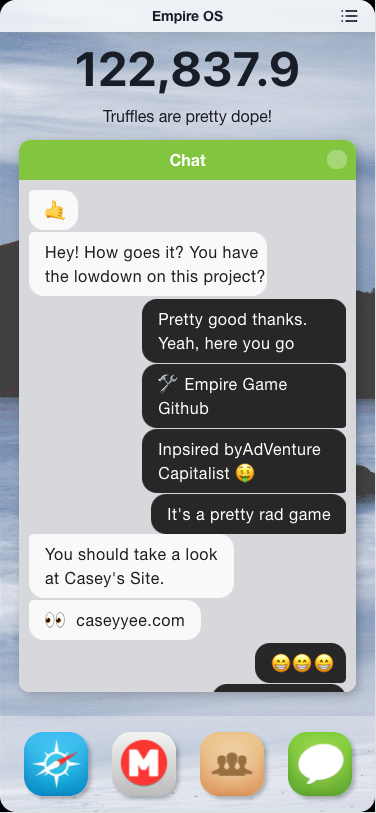 Empire OS
122,837.9
Truffles are pretty dope!
Chat
🤙
Hey! How goes it? You have
the lowdown on this project?
Pretty good thanks.
Yeah, here you go
🛠 Empire Game
Github
Inpsired byAdVenture
Capitalist 🤑
It's a pretty rad game
You should take a look
at Casey's Site.
👀 caseyyee.com
😁😁😁
M